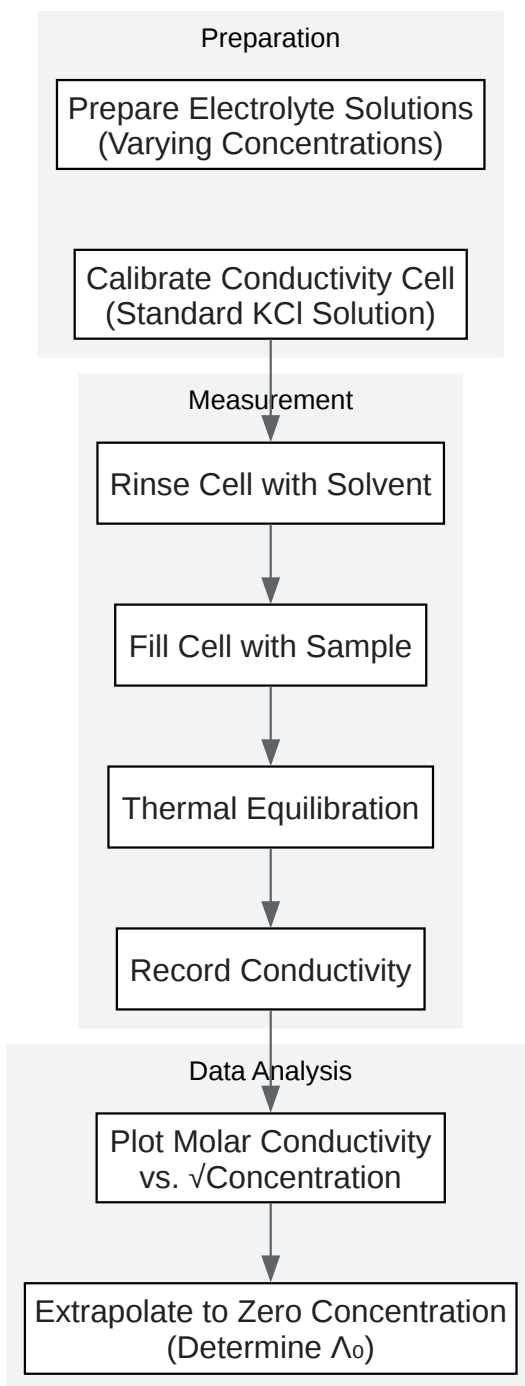 Preparation
Prepare Electrolyte Solutions
(Varying Concentrations)
Calibrate Conductivity Cell
(Standard KCl Solution)
Measurement
Rinse Cell with Solvent
Fill Cell with Sample
Thermal Equilibration
Record Conductivity
Data Analysis
Plot Molar Conductivity
vs. √Concentration
Extrapolate to Zero Concentration
(Determine Λ₀)